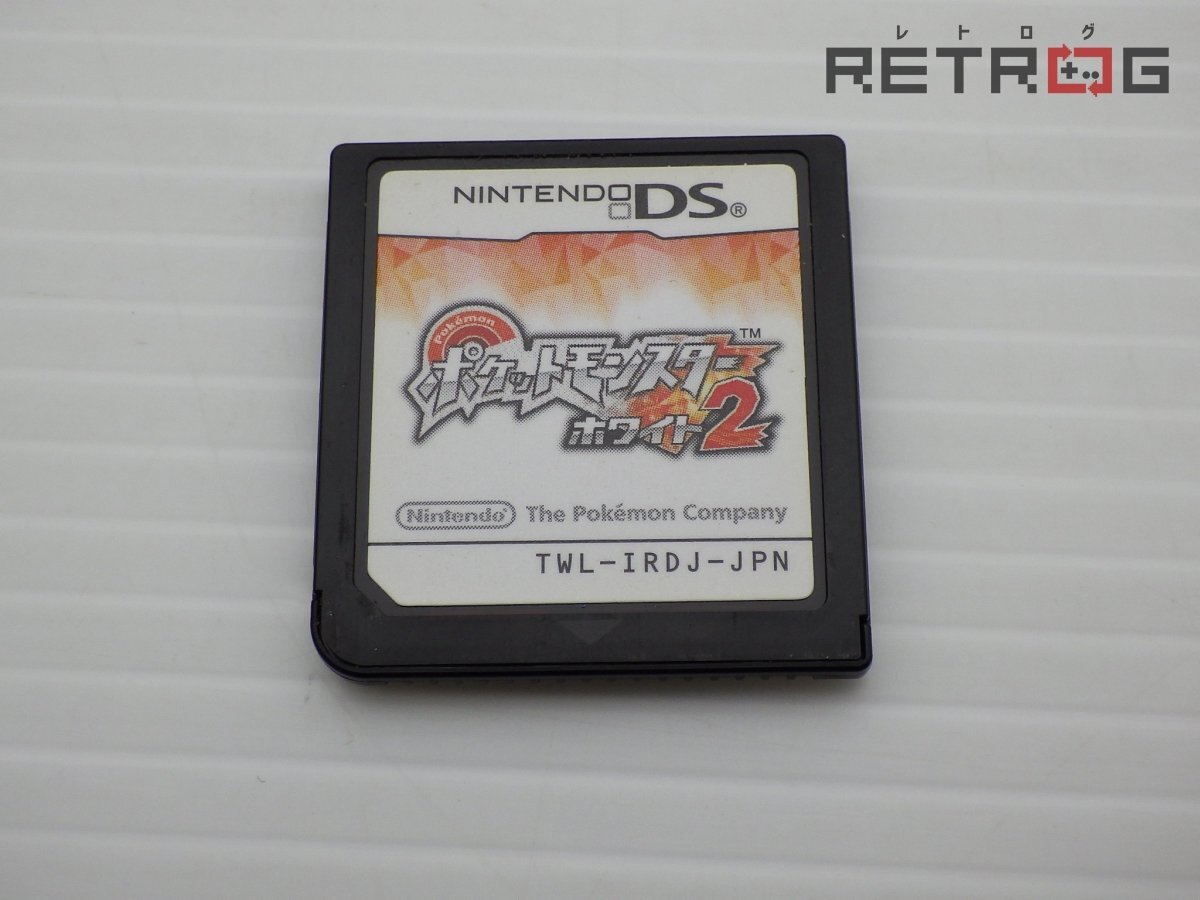 レトログ
RETROG
NINTENDO DS®
Pokémon
ポケットモンスター™
ホワイト2
Nintendo® The Pokémon Company
TWL-IRDJ-JPN